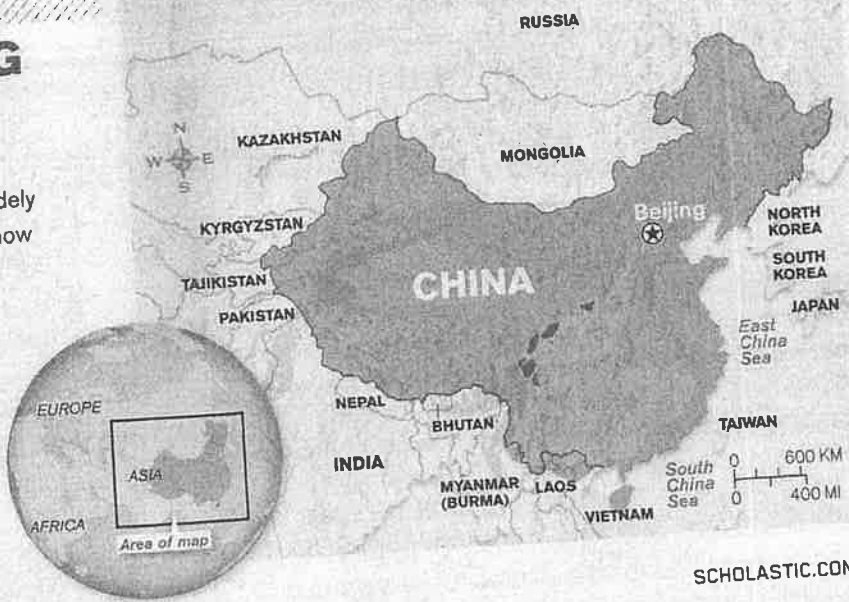 G
RUSSIA
N
W E
S
KAZAKHSTAN
MONGOLIA
dely
now
KYRGYZSTAN
Beijing
NORTH
KOREA
TAJIKISTAN
CHINA
SOUTH
KOREA
PAKISTAN
JAPAN
East
China
Sea
EUROPE
NEPAL
BHUTAN
TAIWAN
ASIA
INDIA
MYANMAR
(BURMA)
LAOS
South
China
Sea
0 600 KM
0 400 MI
AFRICA
VIETNAM
Area of map
SCHOLASTIC.COM